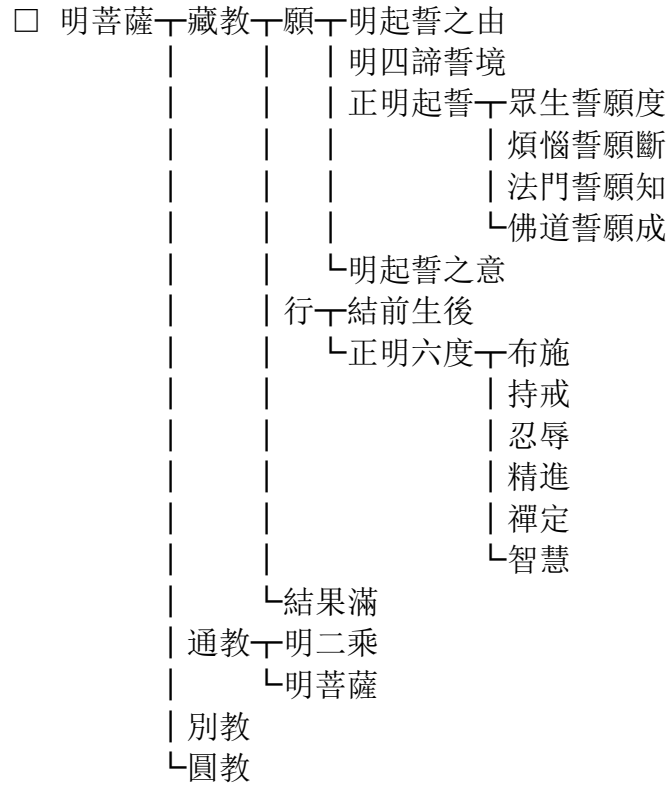 □ 明菩薩┬藏教┬願┬明起誓之由
│ │ │明四諦誓境
│ │ │正明起誓┬眾生誓願度
│ │ │ │煩惱誓願斷
│ │ │ │法門誓願知
│ │ │ └佛道誓願成
│ │ └明起誓之意
│ │行┬結前生後
│ │ └正明六度┬布施
│ │ │持戒
│ │ │忍辱
│ │ │精進
│ │ │禪定
│ │ └智慧
│ └結果滿
│通教┬明二乘
│ └明菩薩
│別教
└圓教